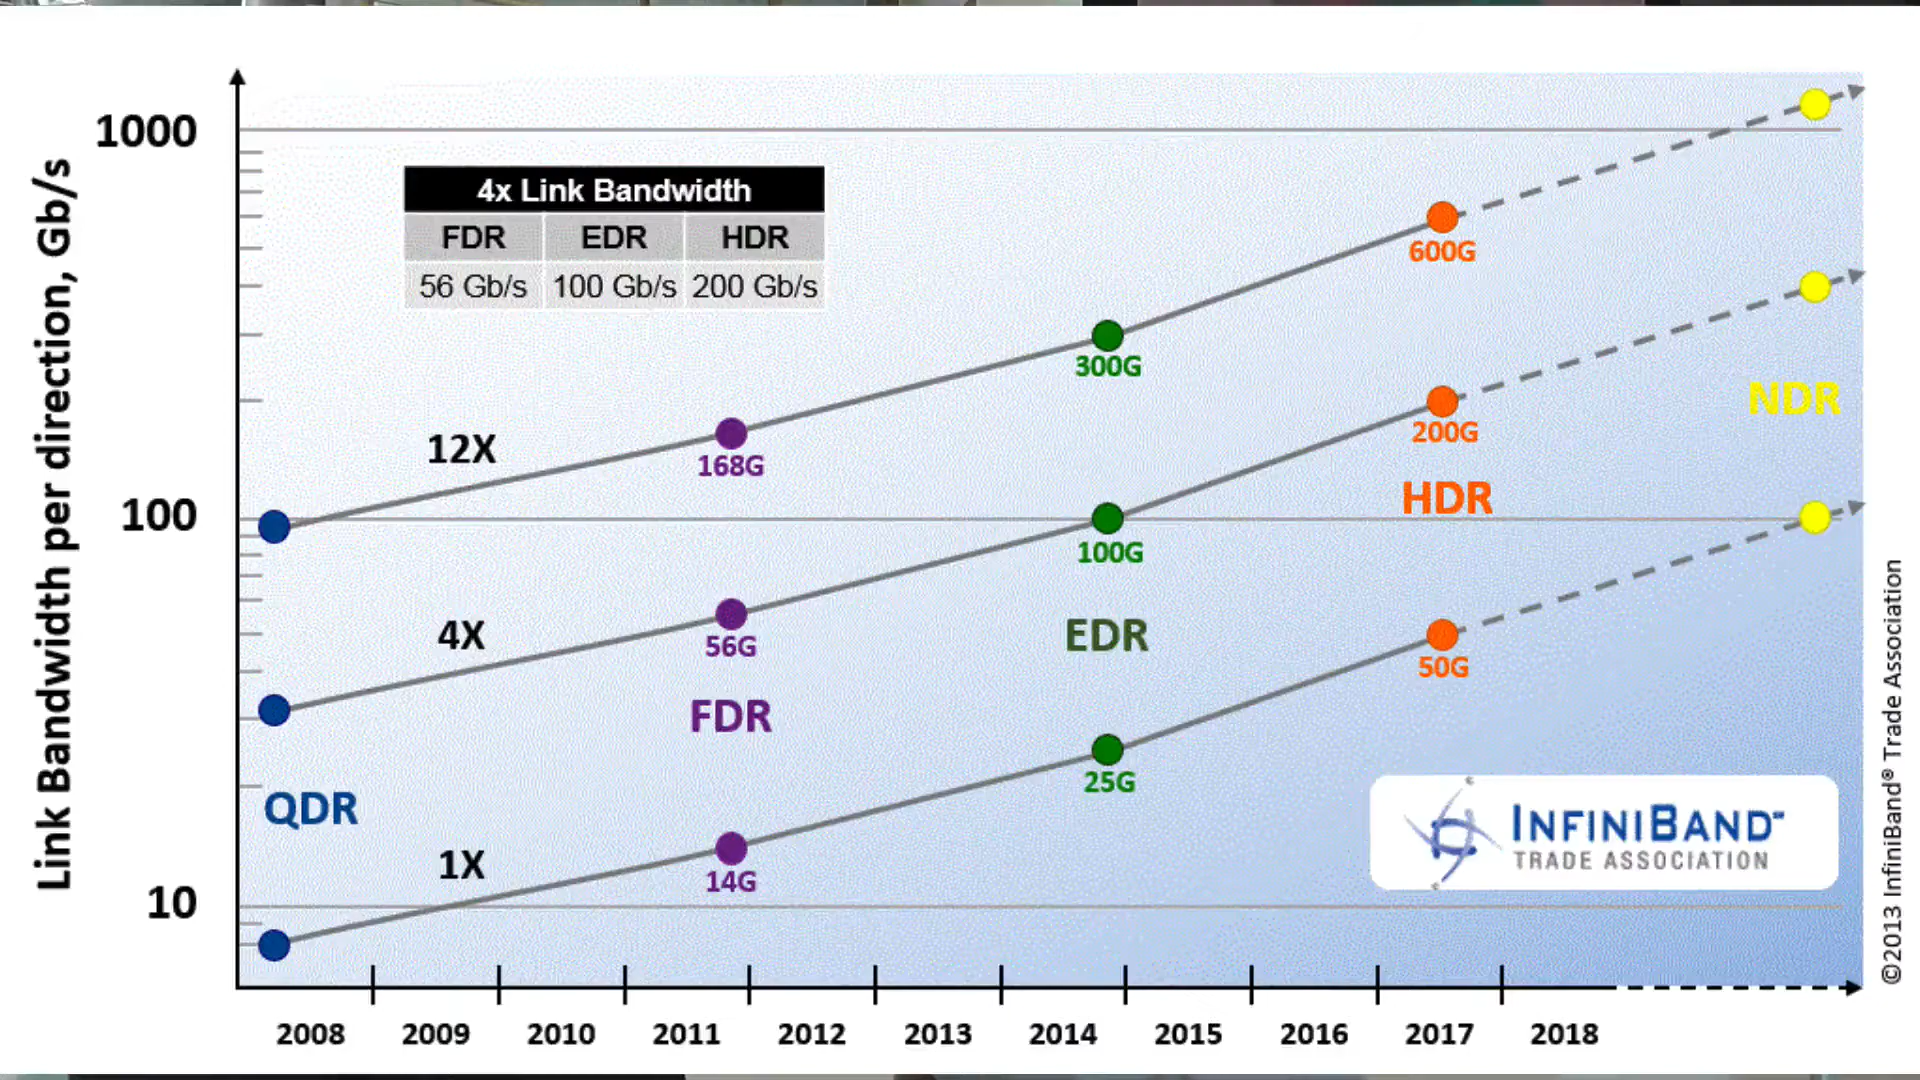 Link Bandwidth per direction, Gb/s
1000
100
10
4x Link Bandwidth
FDR EDR HDR
56 Gb/s 100 Gb/s 200 Gb/s
12X
168G
300G
600G
4X
56G
100G
200G
1X
14G
25G
50G
QDR
FDR
EDR
HDR
NDR
INFINIBAND™
TRADE ASSOCIATION
2008 2009 2010 2011 2012 2013 2014 2015 2016 2017 2018
©2013 InfiniBand® Trade Association